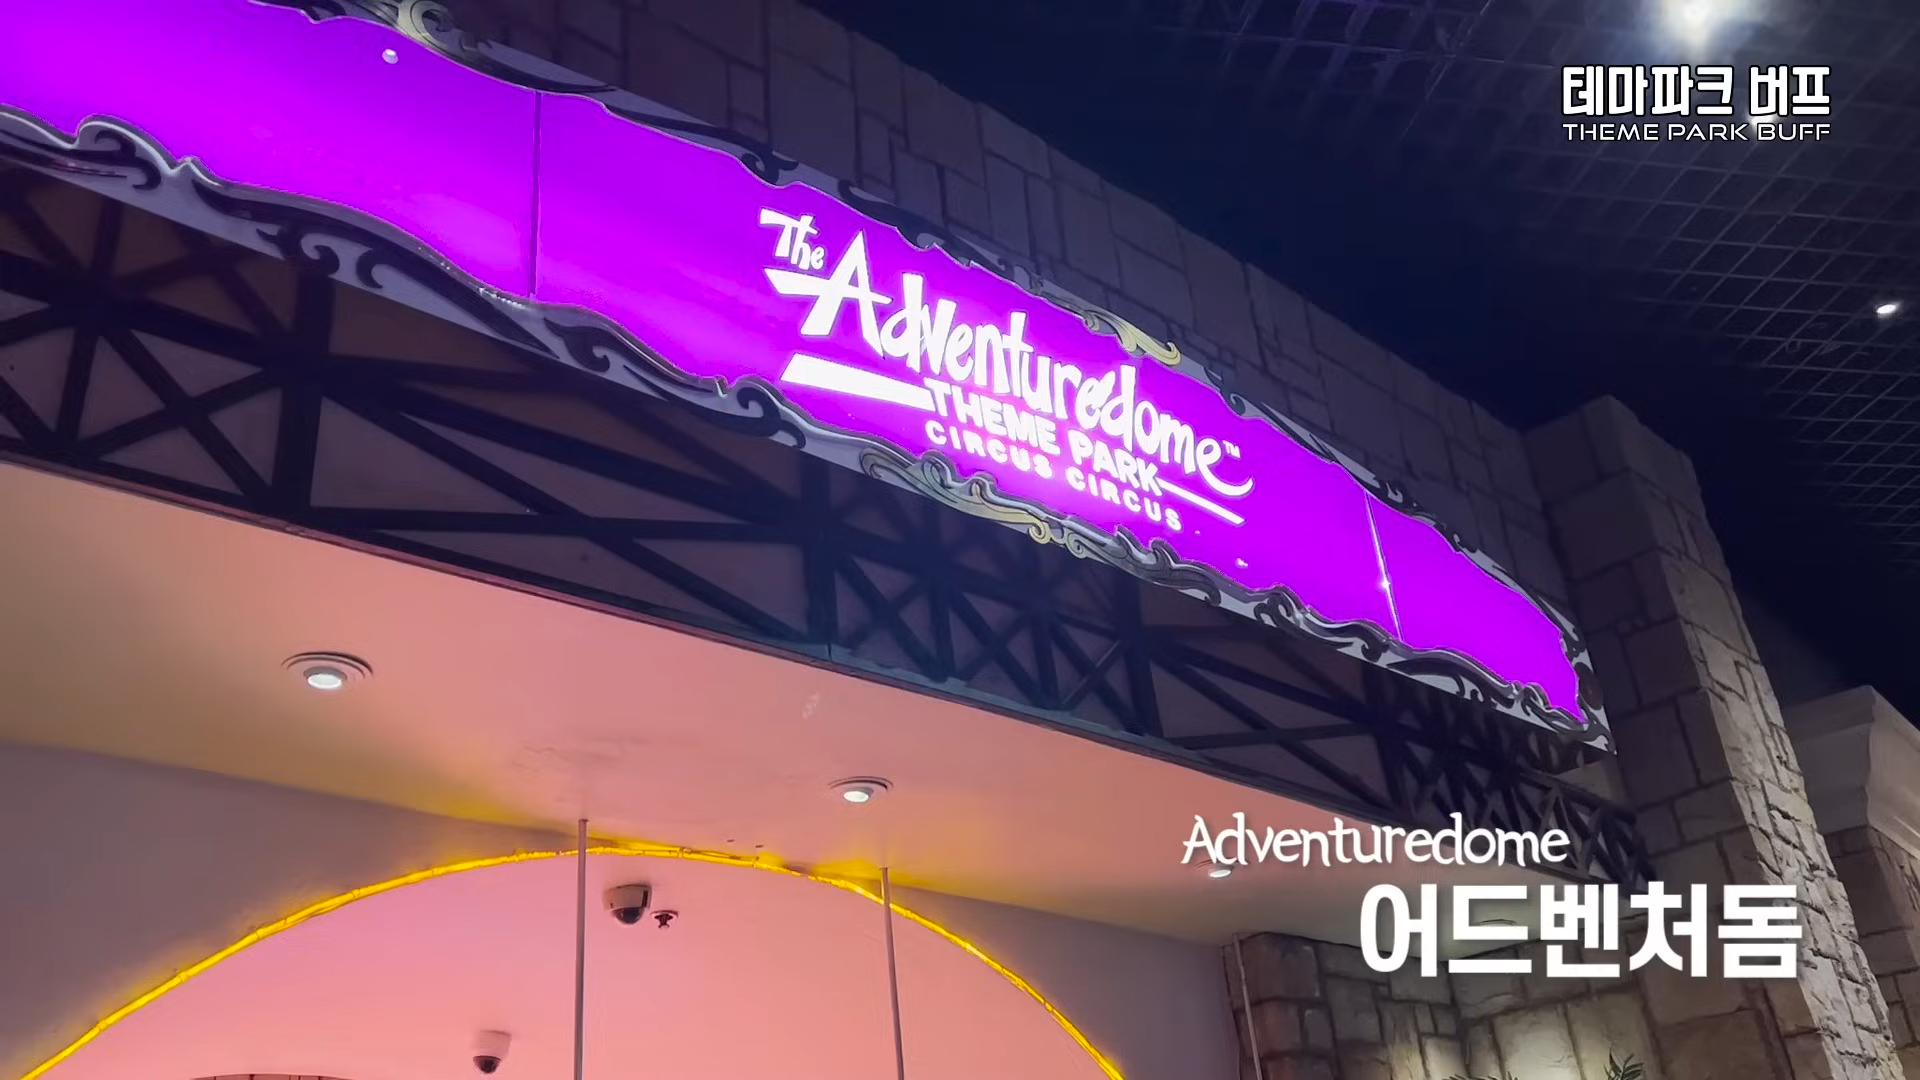 테마파크 버프
THEME PARK BUFF
The
Adventuredome™
THEME PARK
CIRCUS CIRCUS
Adventuredome
어드벤처돔